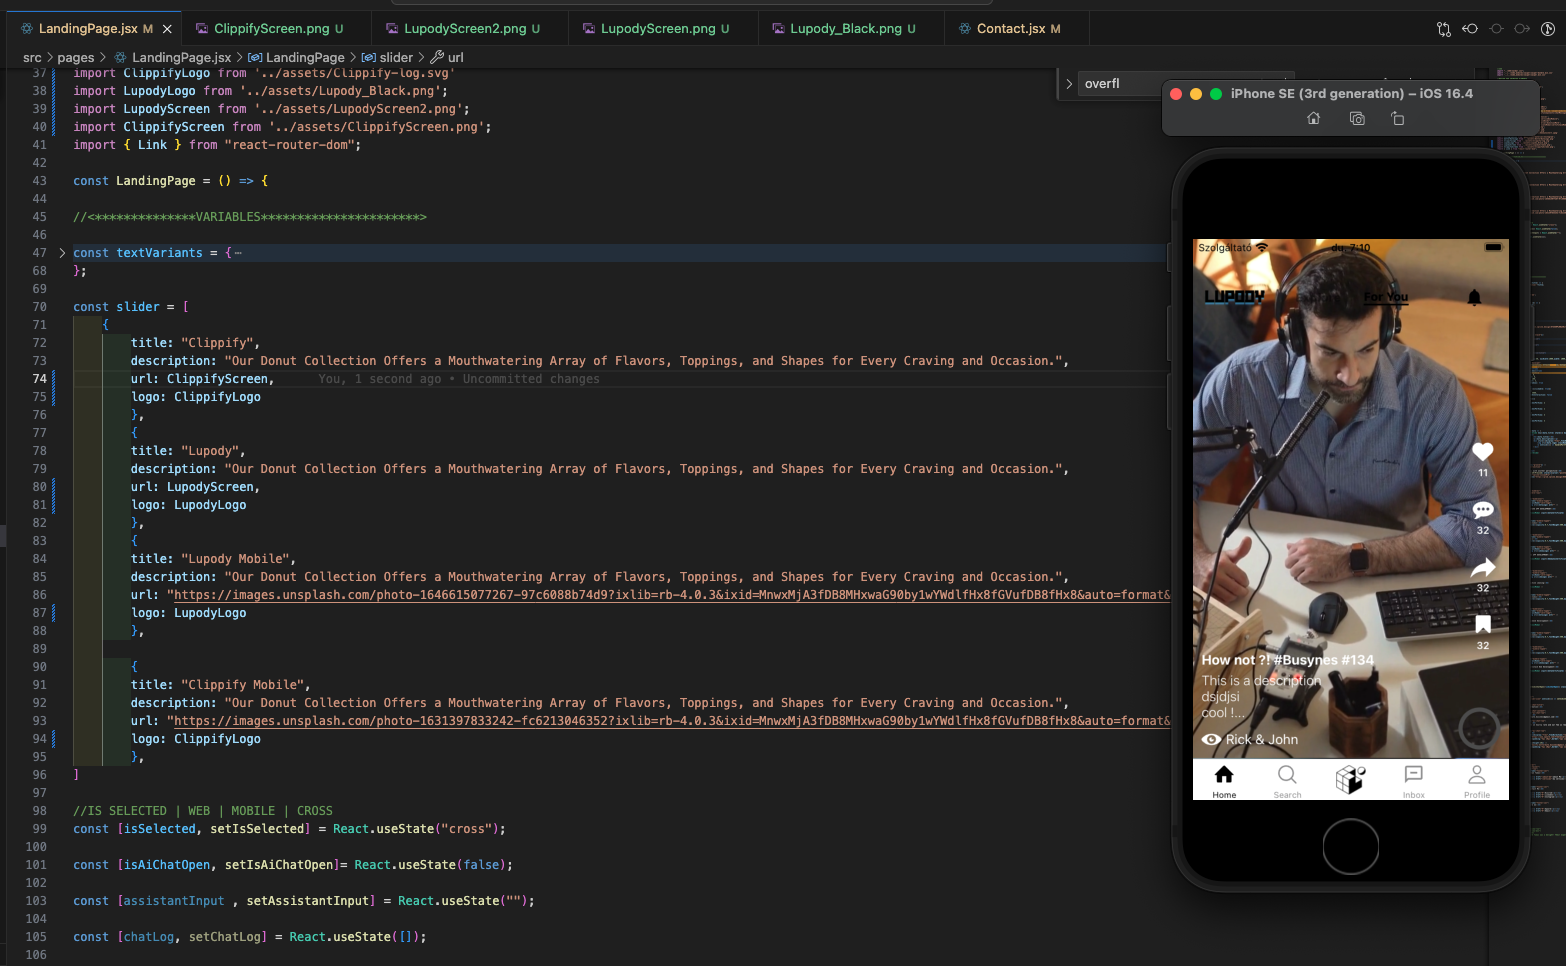 LandingPage.jsx M
ClippifyScreen.png U
LupodyScreen2.png U
LupodyScreen.png U
Lupody_Black.png U
Contact.jsx M
src > pages > LandingPage.jsx > LandingPage > slider > url
37 import ClippifyLogo from '../assets/Clippify-log.svg'
38 import LupodyLogo from '../assets/Lupody_Black.png';
39 import LupodyScreen from '../assets/LupodyScreen2.png';
40 import ClippifyScreen from '../assets/ClippifyScreen.png';
41 import { Link } from "react-router-dom";
42
43 const LandingPage = () => {
44
45 //<**************VARIABLES**********************>
46
47 const textVariants = {⋯
68 };
69
70 const slider = [
71 {
72 title: "Clippify",
73 description: "Our Donut Collection Offers a Mouthwatering Array of Flavors, Toppings, and Shapes for Every Craving and Occasion.",
74 url: ClippifyScreen, You, 1 second ago • Uncommitted changes
75 logo: ClippifyLogo
76 },
77 {
78 title: "Lupody",
79 description: "Our Donut Collection Offers a Mouthwatering Array of Flavors, Toppings, and Shapes for Every Craving and Occasion.",
80 url: LupodyScreen,
81 logo: LupodyLogo
82 },
83 {
84 title: "Lupody Mobile",
85 description: "Our Donut Collection Offers a Mouthwatering Array of Flavors, Toppings, and Shapes for Every Craving and Occasion.",
86 url: "https://images.unsplash.com/photo-1646615077267-97c6088b74d9?ixlib=rb-4.0.3&ixid=MnwxMjA3fDB8MHxwaG90by1wYWdlfHx8fGVufDB8fHx8&auto=format&
87 logo: LupodyLogo
88 },
89
90 {
91 title: "Clippify Mobile",
92 description: "Our Donut Collection Offers a Mouthwatering Array of Flavors, Toppings, and Shapes for Every Craving and Occasion.",
93 url: "https://images.unsplash.com/photo-1631397833242-fc6213046352?ixlib=rb-4.0.3&ixid=MnwxMjA3fDB8MHxwaG90by1wYWdlfHx8fGVufDB8fHx8&auto=format&
94 logo: ClippifyLogo
95 },
96 ]
97
98 //IS SELECTED | WEB | MOBILE | CROSS
99 const [isSelected, setIsSelected] = React.useState("cross");
100
101 const [isAiChatOpen, setIsAiChatOpen]= React.useState(false);
102
103 const [assistantInput , setAssistantInput] = React.useState("");
104
105 const [chatLog, setChatLog] = React.useState([]);
106
overfl
iPhone SE (3rd generation) – iOS 16.4
Szolgáltató
du. 7:10
LUPODY
For You
11
32
32
32
How not ?! #Busynes #134
This is a description
dsjdjsi
cool !...
Rick & John
Home
Search
Inbox
Profile